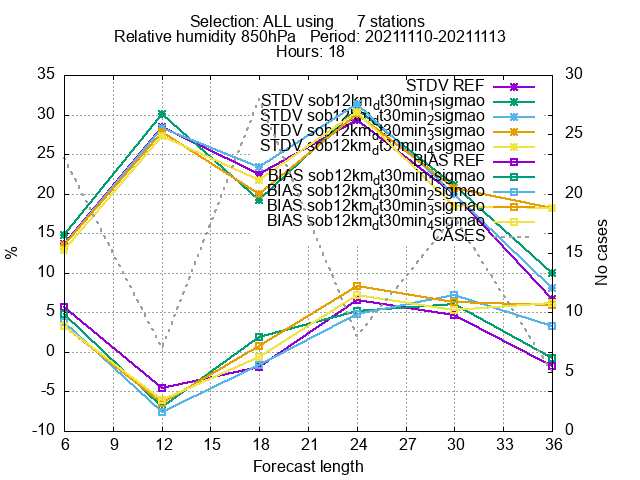 Selection: ALL using 7 stations
Relative humidity 850hPa Period: 20211110-20211113
Hours: 18
STDV REF
STDV sob12km_dt30min_1sigmao
STDV sob12km_dt30min_2sigmao
STDV sob12km_dt30min_3sigmao
STDV sob12km_dt30min_4sigmao
BIAS REF
BIAS sob12km_dt30min_1sigmao
BIAS sob12km_dt30min_2sigmao
BIAS sob12km_dt30min_3sigmao
BIAS sob12km_dt30min_4sigmao
CASES
35
30
25
20
15
10
5
0
-5
-10
%
30
25
20
15
10
5
0
No cases
6 9 12 15 18 21 24 27 30 33 36
Forecast length